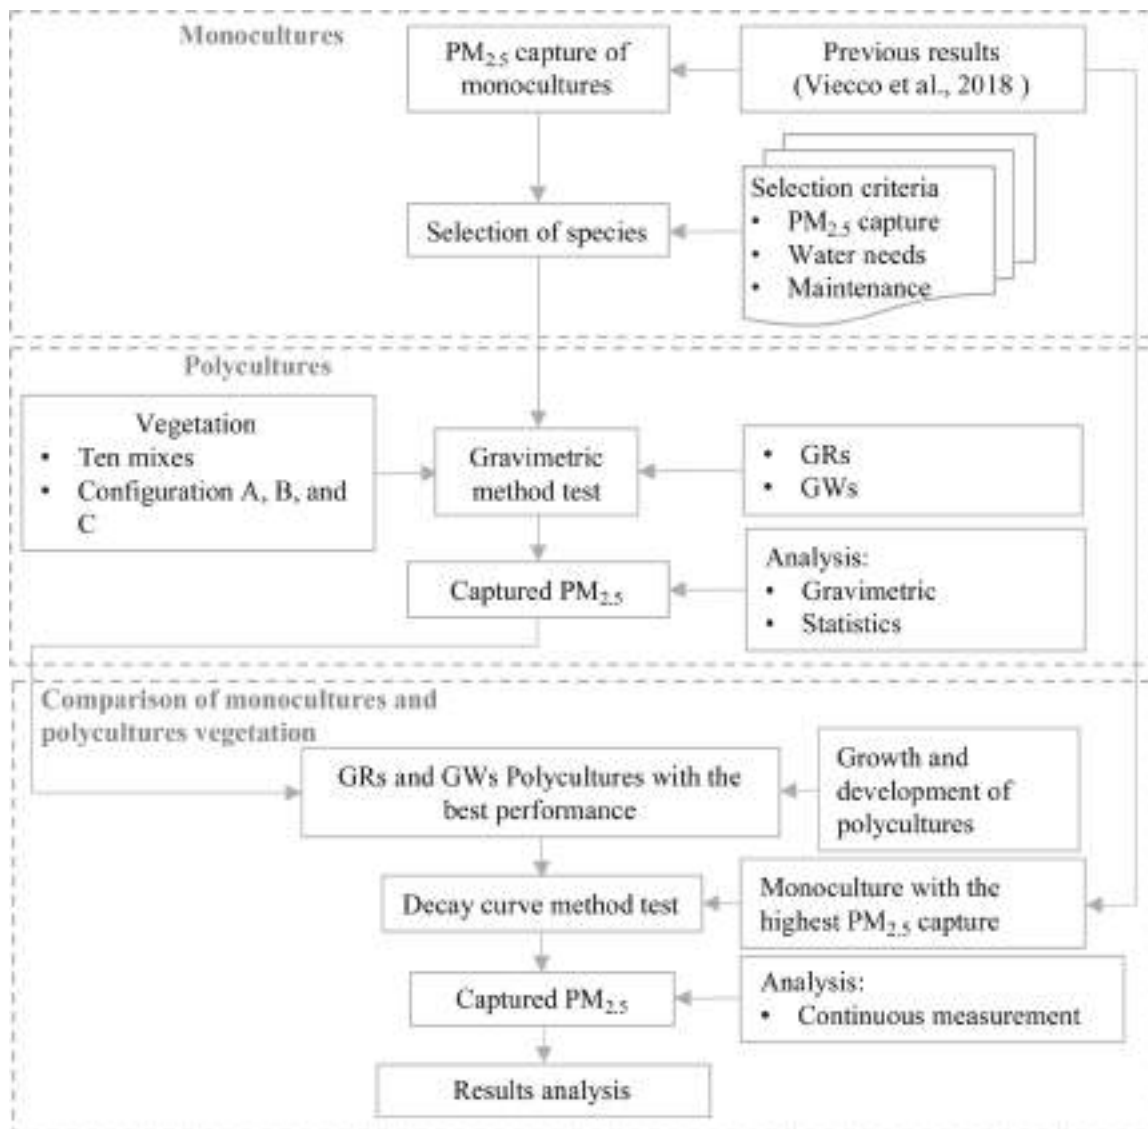 Monocultures
PM2.5 capture of
monocultures
Previous results
(Viecco et al., 2018 )
Selection of species
Selection criteria
• PM2.5 capture
• Water needs
• Maintenance
Polycultures
Vegetation
• Ten mixes
• Configuration A, B, and
C
Gravimetric
method test
• GRs
• GWs
Captured PM2.5
Analysis:
• Gravimetric
• Statistics
Comparison of monocultures and
polycultures vegetation
GRs and GWs Polycultures with the
best performance
Growth and
development of
polycultures
Decay curve method test
Monoculture with the
highest PM2.5 capture
Captured PM2.5
Analysis:
• Continuous measurement
Results analysis